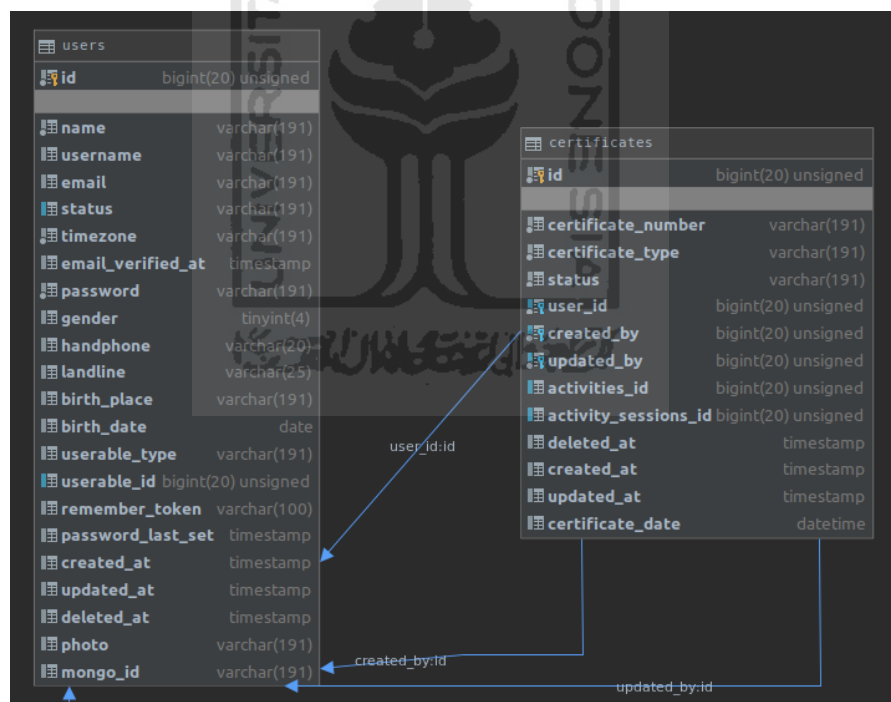 users
id bigint(20) unsigned
name varchar(191)
username varchar(191)
email varchar(191)
status varchar(191)
timezone varchar(191)
email_verified_at timestamp
password varchar(191)
gender tinyint(4)
handphone varchar(20)
landline varchar(25)
birth_place varchar(191)
birth_date date
userable_type varchar(191)
userable_id bigint(20) unsigned
remember_token varchar(100)
password_last_set timestamp
created_at timestamp
updated_at timestamp
deleted_at timestamp
photo varchar(191)
mongo_id varchar(191)
certificates
id bigint(20) unsigned
certificate_number varchar(191)
certificate_type varchar(191)
status varchar(191)
user_id bigint(20) unsigned
created_by bigint(20) unsigned
updated_by bigint(20) unsigned
activities_id bigint(20) unsigned
activity_sessions_id bigint(20) unsigned
deleted_at timestamp
created_at timestamp
updated_at timestamp
certificate_date datetime
user_id:id
created_by:id
updated_by:id